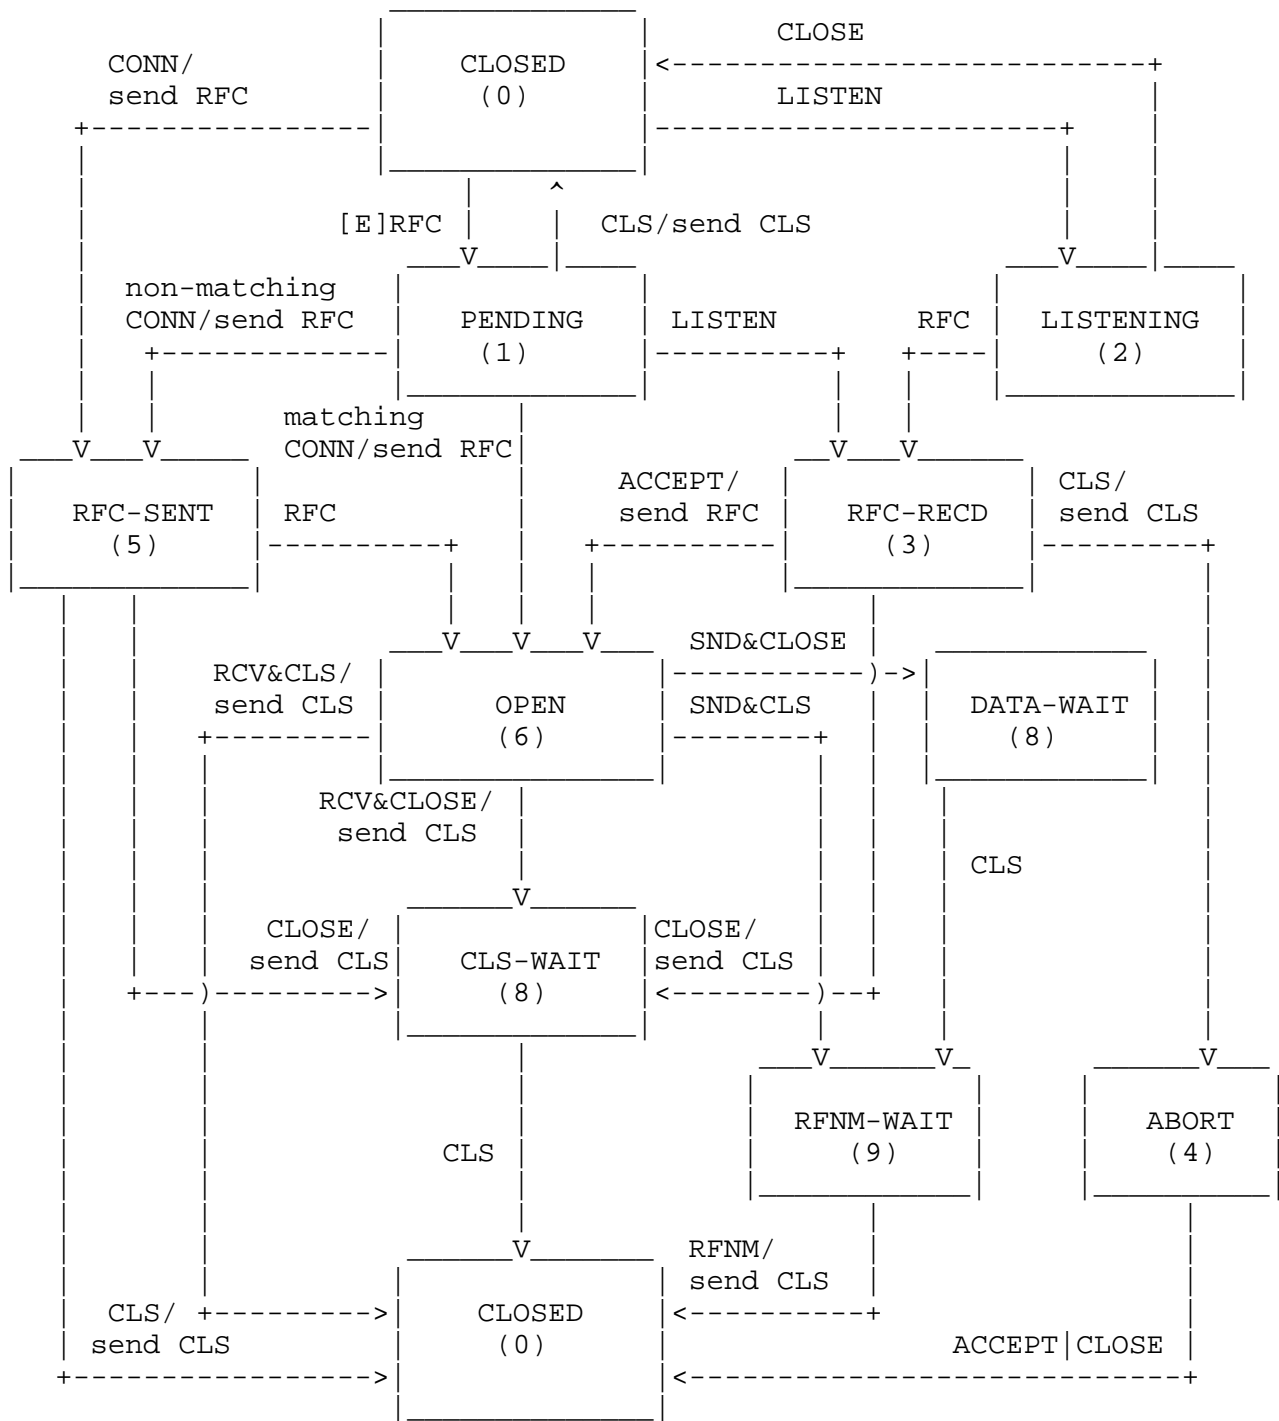 CLOSE
CONN/ CLOSED
send RFC (0) LISTEN
[E]RFC CLS/send CLS
non-matching
CONN/send RFC PENDING LISTEN RFC LISTENING
(1) (2)
matching
CONN/send RFC
ACCEPT/ CLS/
RFC-SENT RFC send RFC RFC-RECD send CLS
(5) (3)
SND&CLOSE
RCV&CLS/
send CLS OPEN SND&CLS DATA-WAIT
(6) (8)
RCV&CLOSE/
send CLS
CLS
CLOSE/ CLOSE/
send CLS CLS-WAIT send CLS
(8)
RFNM-WAIT ABORT
CLS (9) (4)
RFNM/
send CLS
CLS/ CLOSED
send CLS (0) ACCEPT|CLOSE